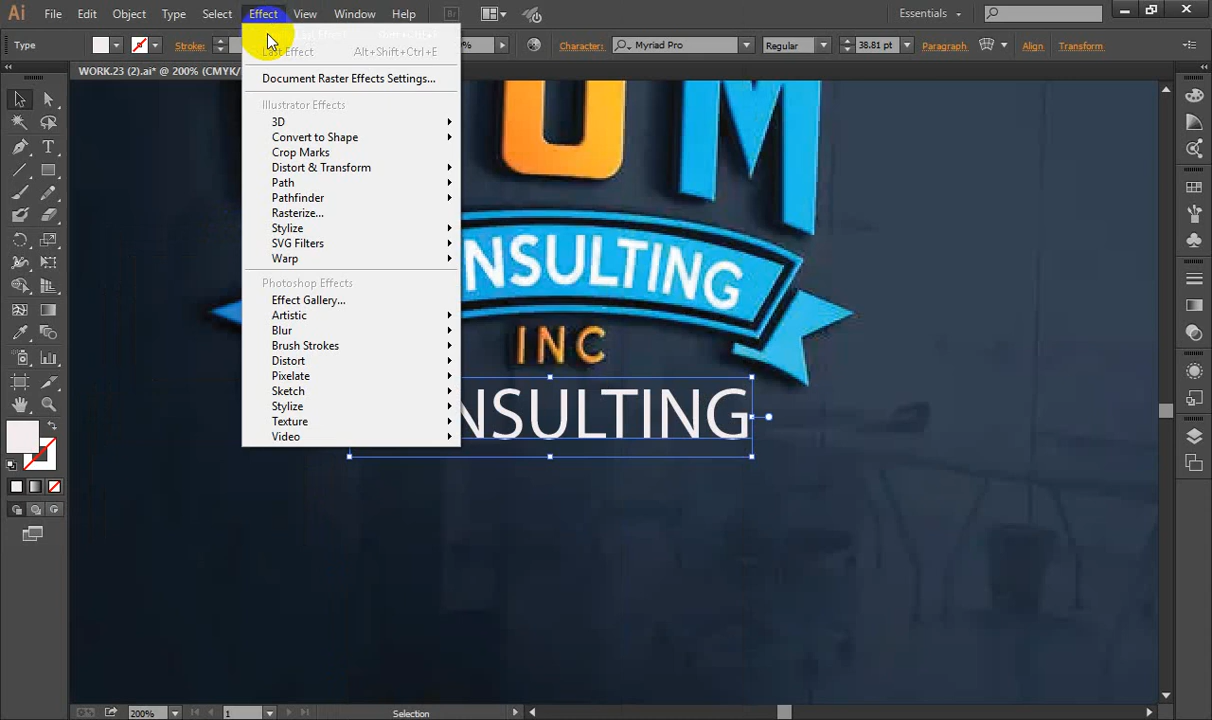 Ai File Edit Object Type Select Effect View Window Help Br Essentials
Type Stroke: % Character: Myriad Pro Regular 38.81 pt Paragraph Align Transform
WORK.23 (2).ai* @ 200% (CMYK/
Last Effect Alt+Shift+Ctrl+E
Document Raster Effects Settings...
Illustrator Effects
3D
Convert to Shape
Crop Marks
Distort & Transform
Path
Pathfinder
Rasterize...
Stylize
SVG Filters
Warp
Photoshop Effects
Effect Gallery...
Artistic
Blur
Brush Strokes
Distort
Pixelate
Sketch
Stylize
Texture
Video
OM
NSULTING
INC
NSULTING
200% 1 Selection